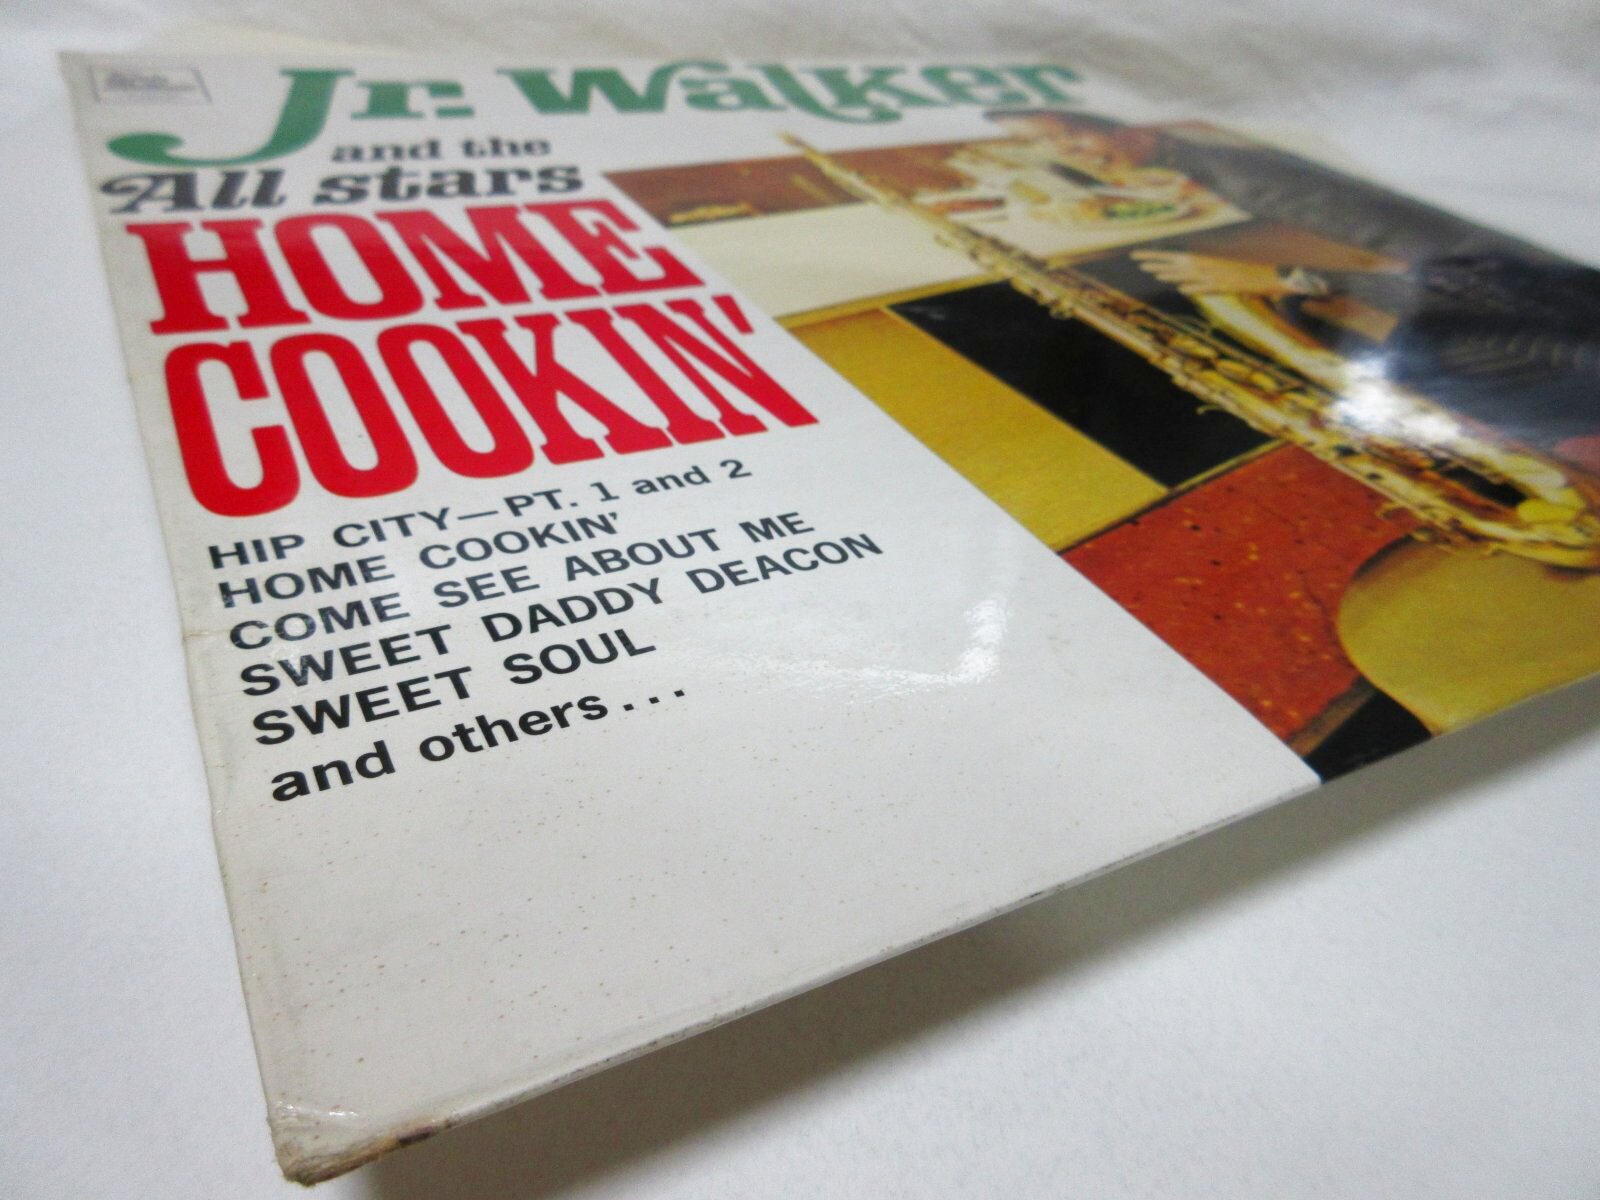 Jr. Walker
and the
All stars
HOME
COOKIN'
HIP CITY—PT. 1 and 2
HOME COOKIN'
COME SEE ABOUT ME
SWEET DADDY DEACON
SWEET SOUL
and others...